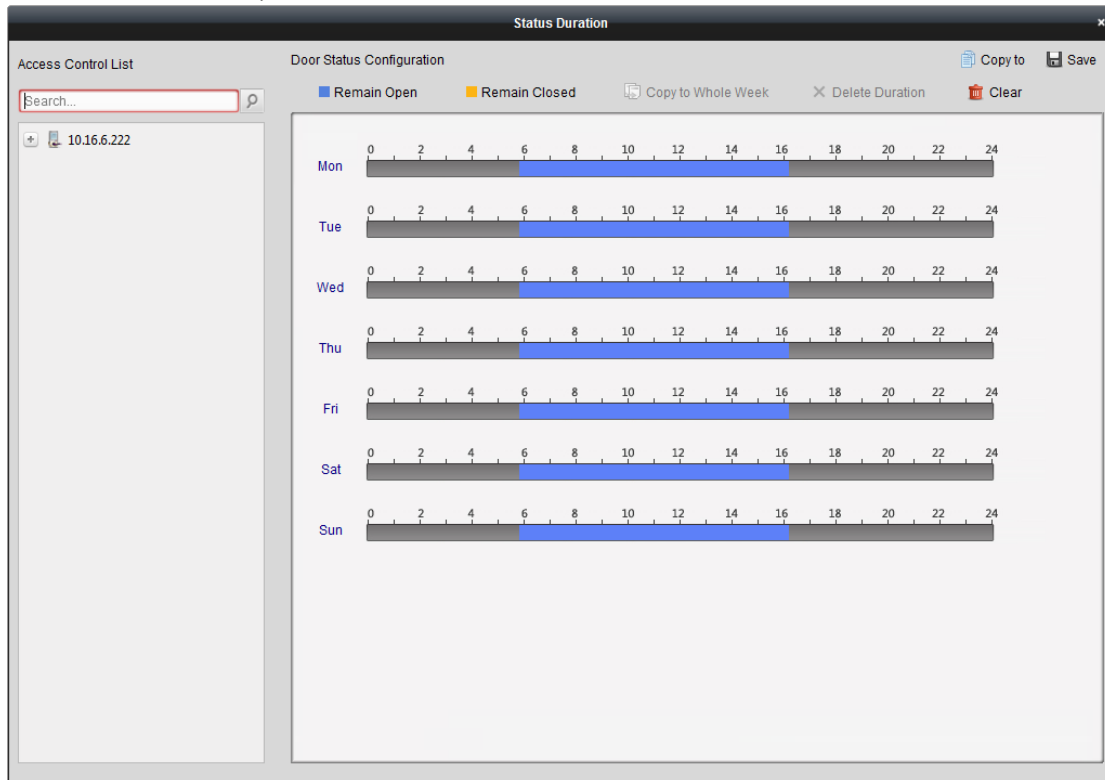 Status Duration ×
Access Control List
Search...
10.16.6.222
Door Status Configuration
Copy to Save
Remain Open Remain Closed Copy to Whole Week Delete Duration Clear
0 2 4 6 8 10 12 14 16 18 20 22 24
Mon
0 2 4 6 8 10 12 14 16 18 20 22 24
Tue
0 2 4 6 8 10 12 14 16 18 20 22 24
Wed
0 2 4 6 8 10 12 14 16 18 20 22 24
Thu
0 2 4 6 8 10 12 14 16 18 20 22 24
Fri
0 2 4 6 8 10 12 14 16 18 20 22 24
Sat
0 2 4 6 8 10 12 14 16 18 20 22 24
Sun